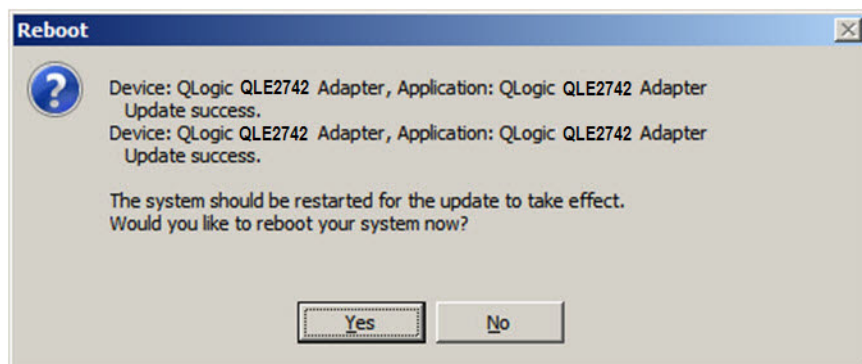 Reboot
Device: QLogic QLE2742 Adapter, Application: QLogic QLE2742 Adapter
Update success.
Device: QLogic QLE2742 Adapter, Application: QLogic QLE2742 Adapter
Update success.
The system should be restarted for the update to take effect.
Would you like to reboot your system now?
Yes No